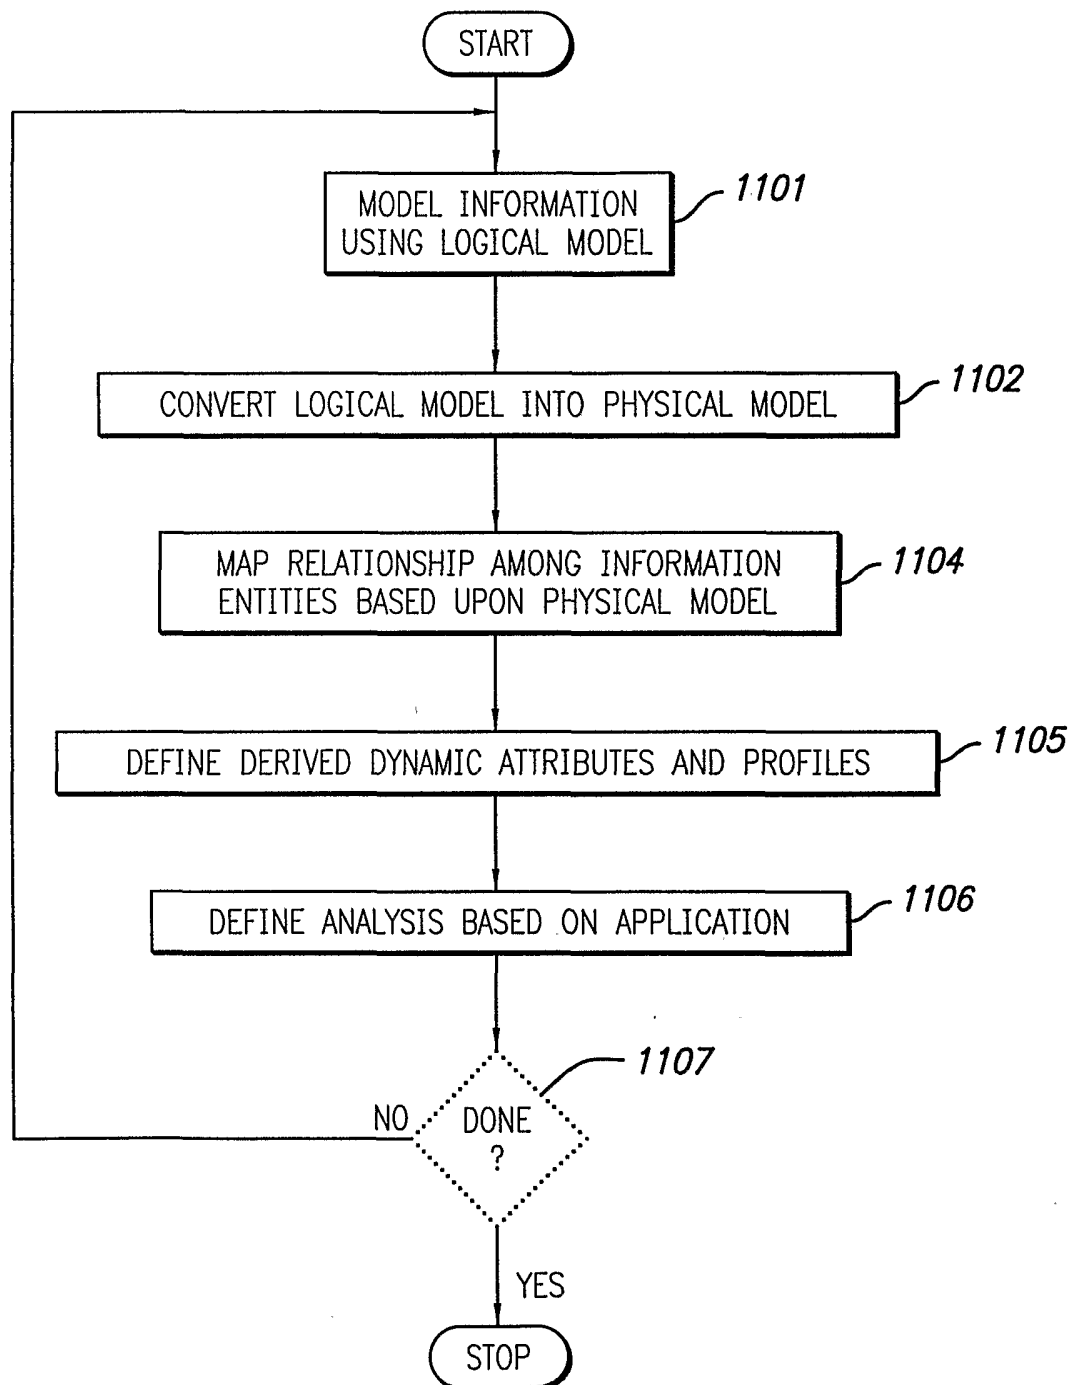 START
MODEL INFORMATION
USING LOGICAL MODEL
1101
CONVERT LOGICAL MODEL INTO PHYSICAL MODEL
1102
MAP RELATIONSHIP AMONG INFORMATION
ENTITIES BASED UPON PHYSICAL MODEL
1104
DEFINE DERIVED DYNAMIC ATTRIBUTES AND PROFILES
1105
DEFINE ANALYSIS BASED ON APPLICATION
1106
1107
NO
DONE
?
YES
STOP